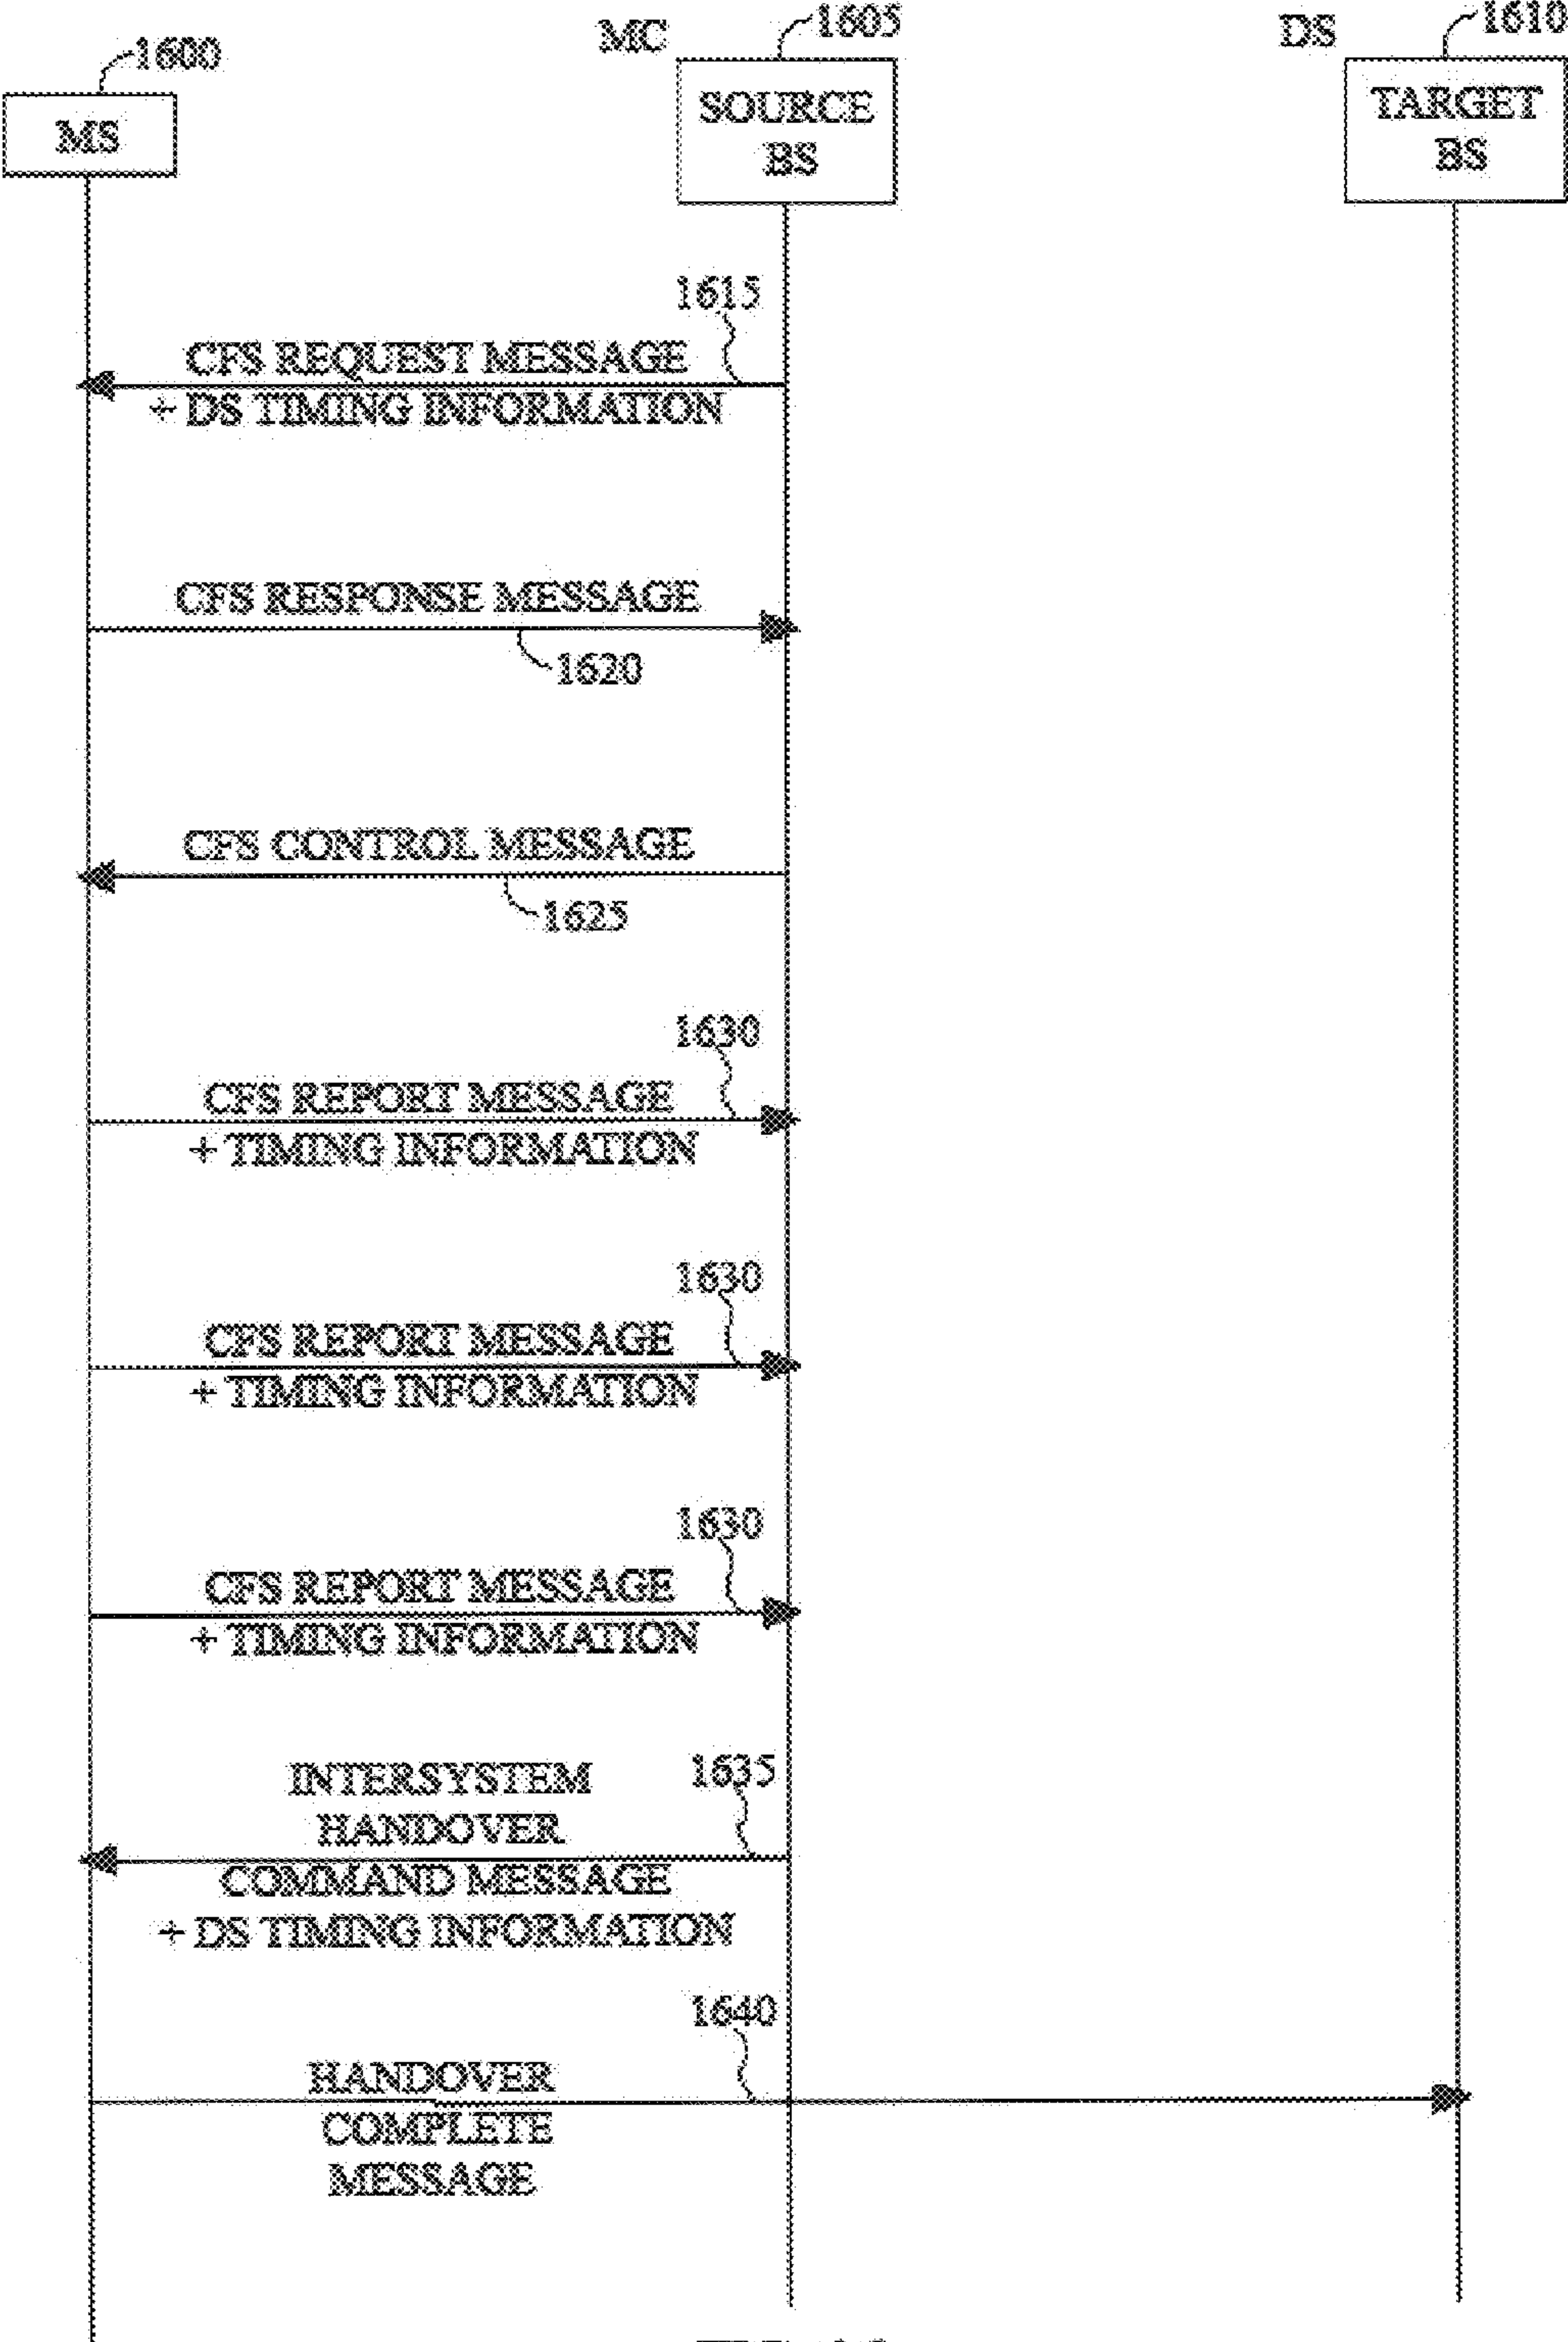 1600
MS
MC
1605
SOURCE
BS
DS
1610
TARGET
BS
1615
CFS REQUEST MESSAGE
+ DS TIMING INFORMATION
CFS RESPONSE MESSAGE
1620
CFS CONTROL MESSAGE
1625
1630
CFS REPORT MESSAGE
+ TIMING INFORMATION
1630
CFS REPORT MESSAGE
+ TIMING INFORMATION
1630
CFS REPORT MESSAGE
+ TIMING INFORMATION
INTERSYSTEM
1635
HANDOVER
COMMAND MESSAGE
+ DS TIMING INFORMATION
1640
HANDOVER
COMPLETE
MESSAGE